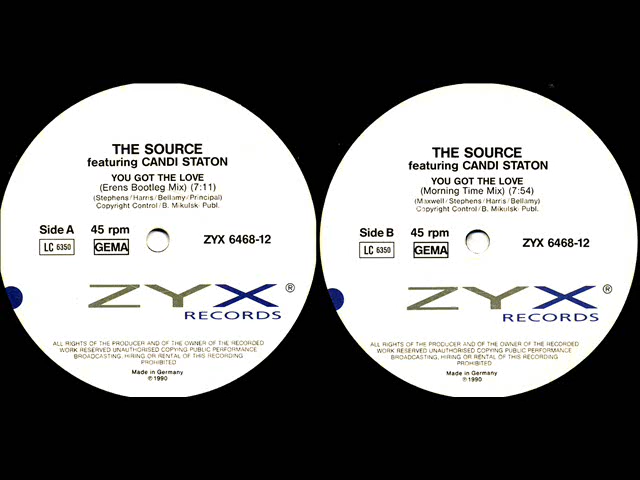 THE SOURCE
featuring CANDI STATON
YOU GOT THE LOVE
(Erens Bootleg Mix) (7:11)
(Stephens/Harris/Bellamy/Principal)
Copyright Control/B. Mikulsk· Publ.
Side A 45 rpm
LC 6350 GEMA
ZYX 6468-12
ZYX ®
RECORDS
ALL RIGHTS OF THE PRODUCER AND OF THE OWNER OF THE RECORDED
WORK RESERVED UNAUTHORISED COPYING PUBLIC PERFORMANCE
BROADCASTING, HIRING OR RENTAL OF THIS RECORDING
PROHIBITED
Made in Germany
℗ 1990
THE SOURCE
featuring CANDI STATON
YOU GOT THE LOVE
(Morning Time Mix) (7:54)
(Maxwell/Stephens/Harris/Bellamy)
Copyright Control/B. Mikulsk· Publ.
Side B 45 rpm
LC 6350 GEMA
ZYX 6468-12
ZYX ®
RECORDS
ALL RIGHTS OF THE PRODUCER AND OF THE OWNER OF THE RECORDED
WORK RESERVED UNAUTHORISED COPYING PUBLIC PERFORMANCE
BROADCASTING, HIRING OR RENTAL OF THIS RECORDING
PROHIBITED
Made in Germany
℗ 1990